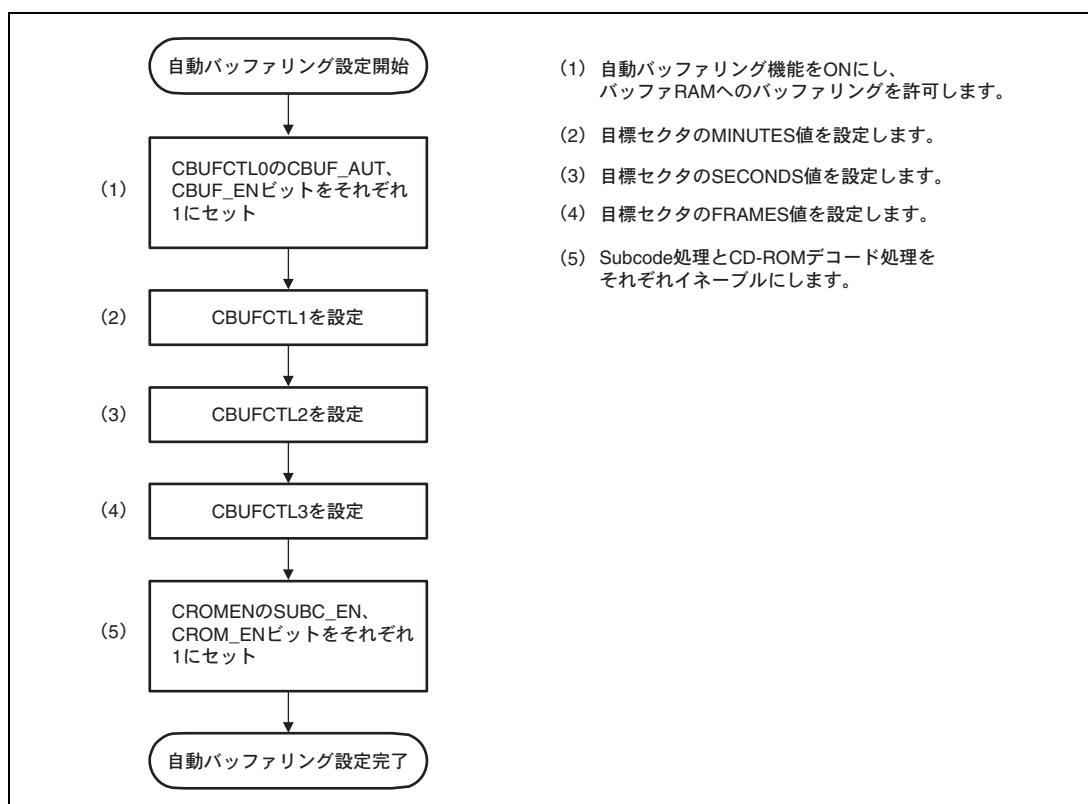 自動バッファリング設定開始
(1)
CBUFCTL0のCBUF_AUT、
CBUF_ENビットをそれぞれ
1にセット
(2)
CBUFCTL1を設定
(3)
CBUFCTL2を設定
(4)
CBUFCTL3を設定
(5)
CROMENのSUBC_EN、
CROM_ENビットをそれぞれ
1にセット
自動バッファリング設定完了
(1) 自動バッファリング機能をONにし、
バッファRAMへのバッファリングを許可します。
(2) 目標セクタのMINUTES値を設定します。
(3) 目標セクタのSECONDS値を設定します。
(4) 目標セクタのFRAMES値を設定します。
(5) Subcode処理とCD-ROMデコード処理を
それぞれイネーブルにします。